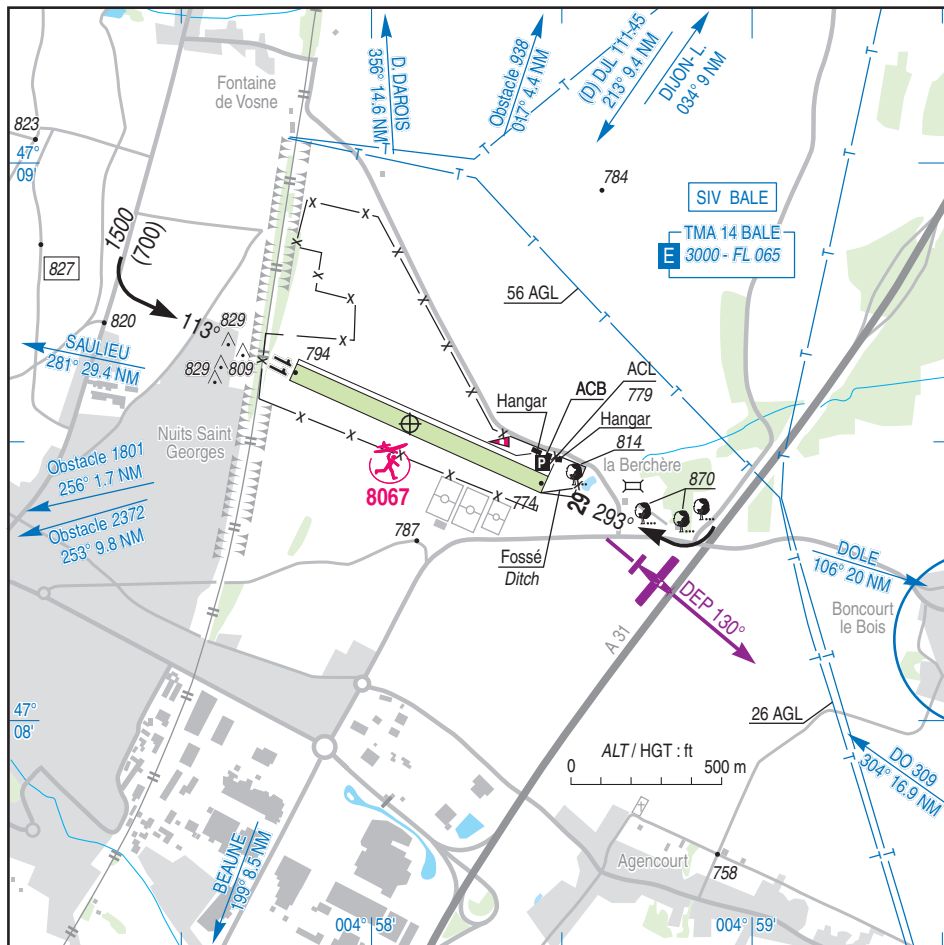 Fontaine
de Vosne
D. DAROIS
356° 14.6 NM
Obstacle 938
017° 4.4 NM
(D) DJL 111.45
213° 9.4 NM
DIJON- L.
034° 9 NM
823
47°
09'
784
SIV BALE
TMA 14 BALE
E 3000 - FL 065
1500
(700)
827
56 AGL
820
113°
829
829
809
SAULIEU
281° 29.4 NM
11
794
ACL
779
ACB
Hangar
Hangar
814
P
la Berchère
870
Nuits Saint
Georges
Obstacle 1801
256° 1.7 NM
8067
774
29
293°
Obstacle 2372
253° 9.8 NM
787
Fossé
Ditch
DOLE
106° 20 NM
DEP 130°
Boncourt
le Bois
A 31
47°
08'
26 AGL
ALT / HGT : ft
0 500 m
DO 309
304° 16.9 NM
BEAUNE
199° 8.5 NM
Agencourt
758
004° 58'
004° 59'